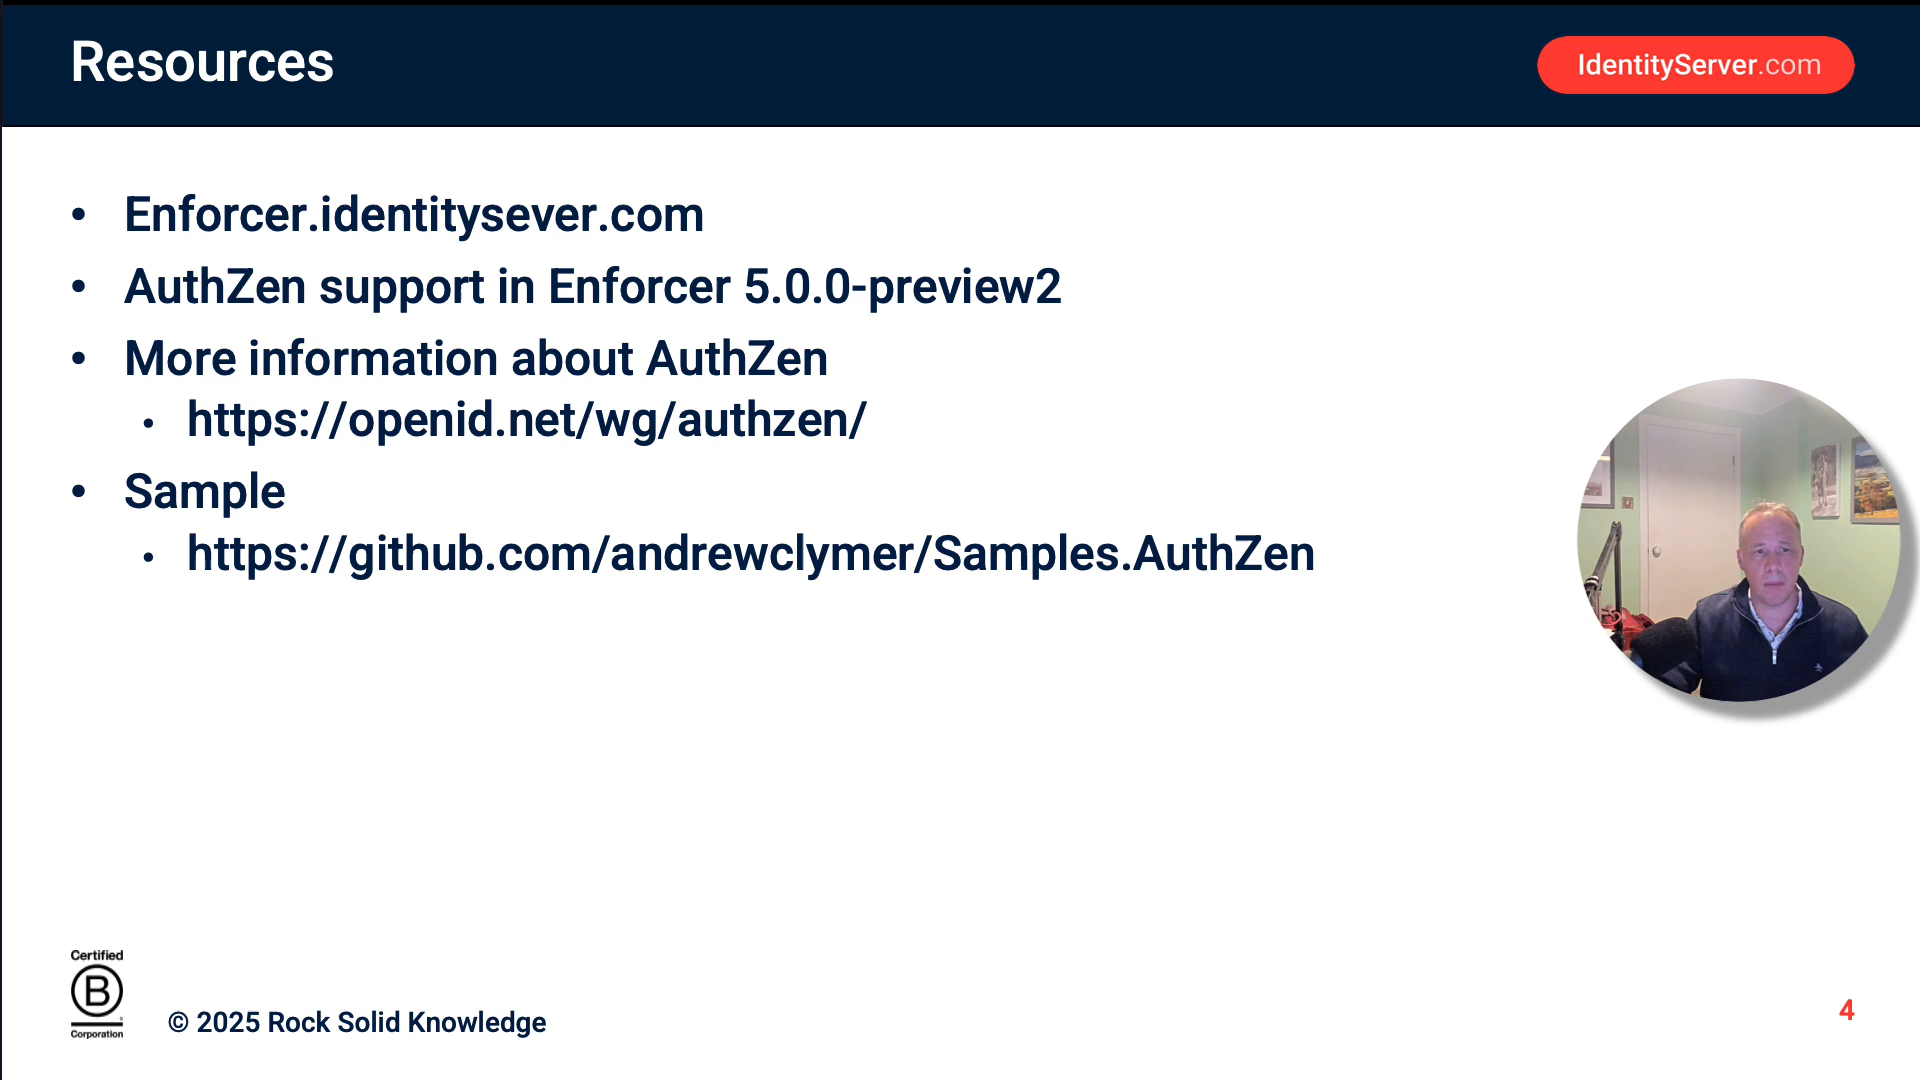 Resources
IdentityServer.com
• Enforcer.identitysever.com
• AuthZen support in Enforcer 5.0.0-preview2
• More information about AuthZen
• https://openid.net/wg/authzen/
• Sample
• https://github.com/andrewclymer/Samples.AuthZen
Certified
B
Corporation
© 2025 Rock Solid Knowledge
4